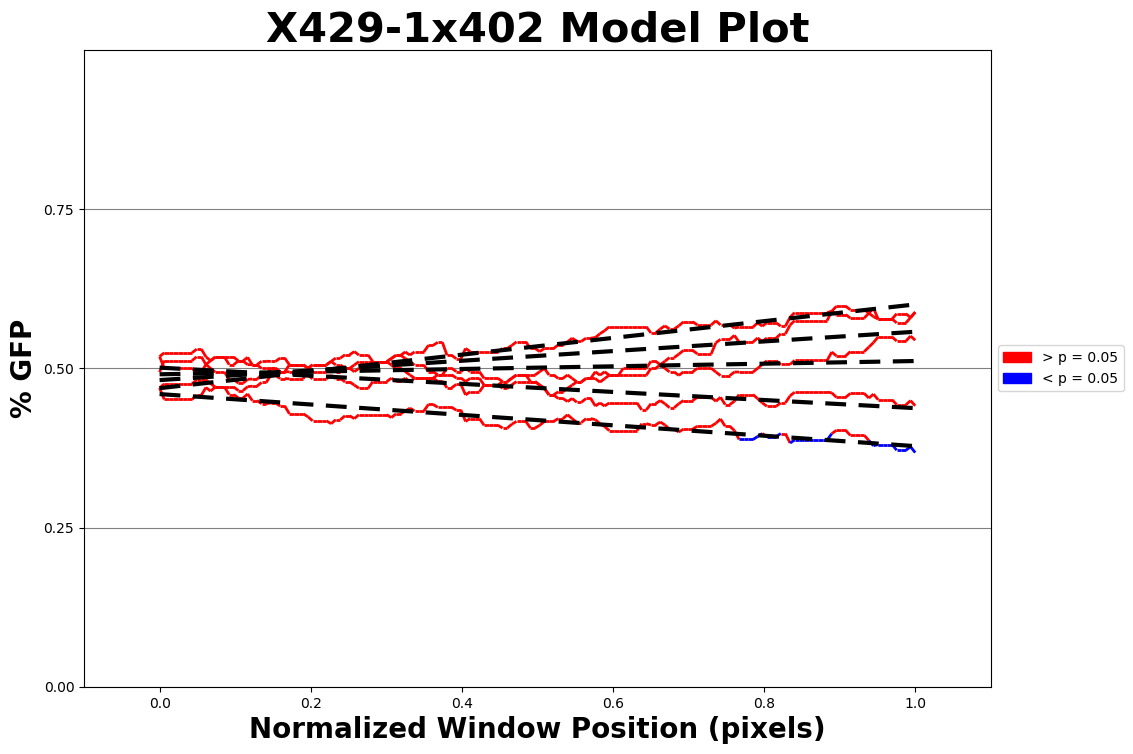 X429-1x402 Model Plot
% GFP
0.75
0.50
0.25
0.00
0.0 0.2 0.4 0.6 0.8 1.0
Normalized Window Position (pixels)
> p = 0.05
< p = 0.05